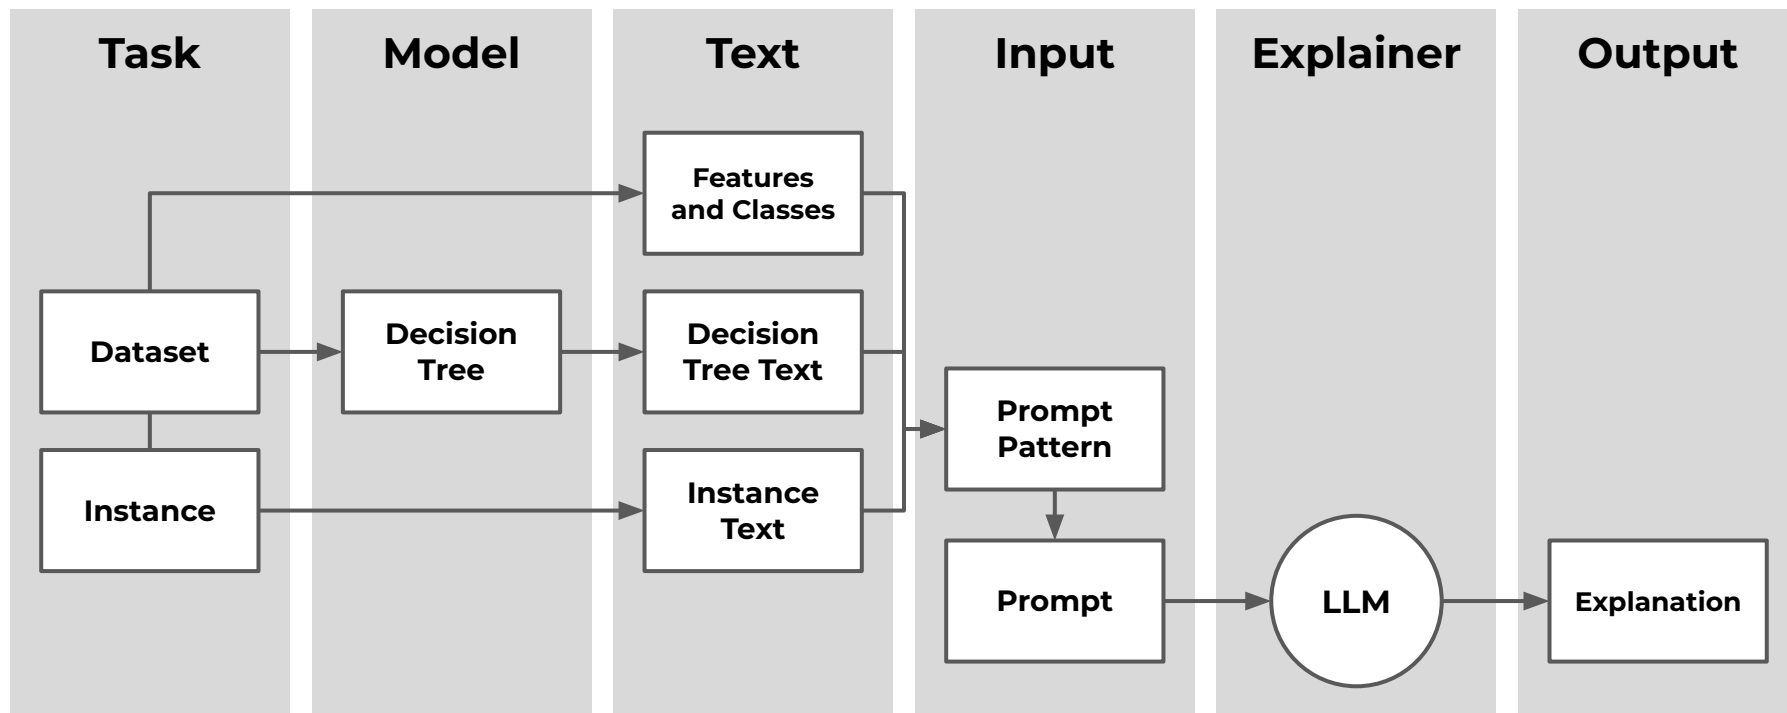 Task
Model
Text
Input
Explainer
Output
Features
and Classes
Dataset
Decision
Tree
Decision
Tree Text
Prompt
Pattern
Instance
Instance
Text
Prompt
LLM
Explanation